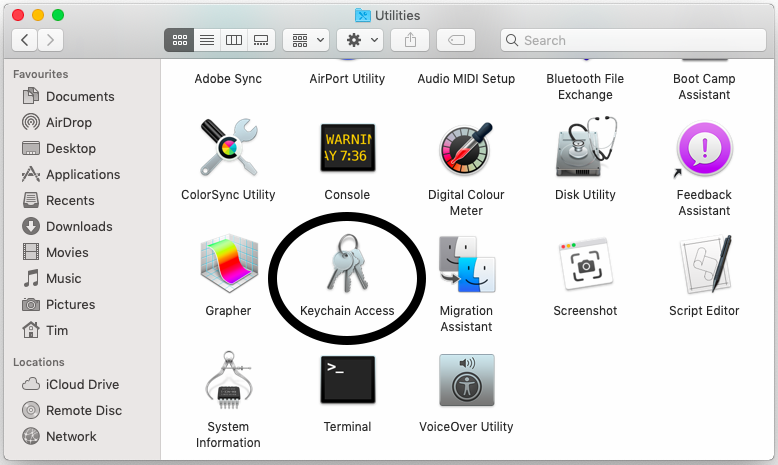 Utilities
Search
Favourites
Documents
AirDrop
Desktop
Applications
Recents
Downloads
Movies
Music
Pictures
Tim
Locations
iCloud Drive
Remote Disc
Network
Adobe Sync
AirPort Utility
Audio MIDI Setup
Bluetooth File
Exchange
Boot Camp
Assistant
WARNIN
AY 7:36
ColorSync Utility
Console
Digital Colour
Meter
Disk Utility
Feedback
Assistant
Grapher
Keychain Access
Migration
Assistant
Screenshot
Script Editor
>_
System
Information
Terminal
VoiceOver Utility